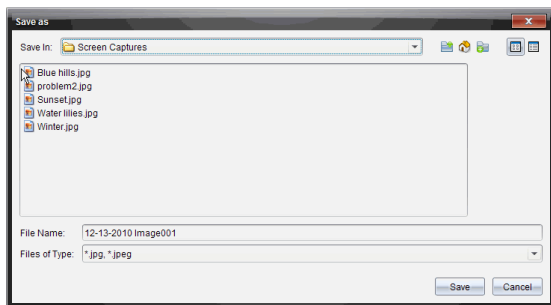 Save as
Save In: Screen Captures
Blue hills.jpg
problem2.jpg
Sunset.jpg
Water lilies.jpg
Winter.jpg
File Name: 12-13-2010 Image001
Files of Type: *.jpg, *.jpeg
Save Cancel